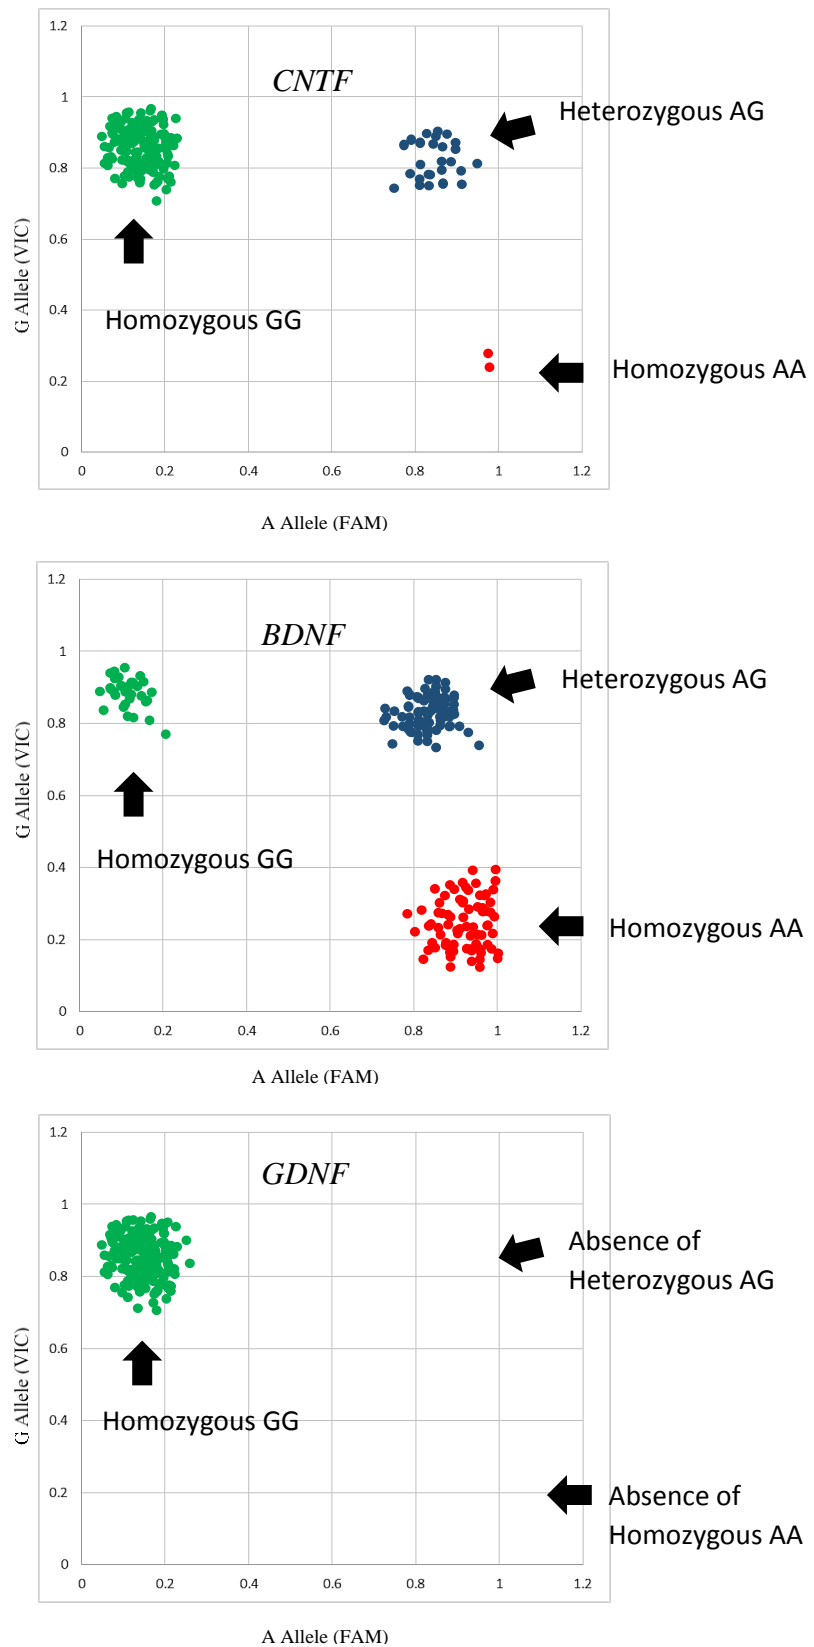 1.2
CNTF
1
Heterozygous AG
0.8
G Allele (VIC)
0.6
Homozygous GG
0.4
Homozygous AA
0.2
0
0 0.2 0.4 0.6 0.8 1 1.2
A Allele (FAM)
1.2
BDNF
1
Heterozygous AG
0.8
G Allele (VIC)
0.6
Homozygous GG
0.4
Homozygous AA
0.2
0
0 0.2 0.4 0.6 0.8 1 1.2
A Allele (FAM)
1.2
GDNF
1
Absence of
Heterozygous AG
0.8
G Allele (VIC)
0.6
Homozygous GG
0.4
0.2
Absence of
Homozygous AA
0
0 0.2 0.4 0.6 0.8 1 1.2
A Allele (FAM)